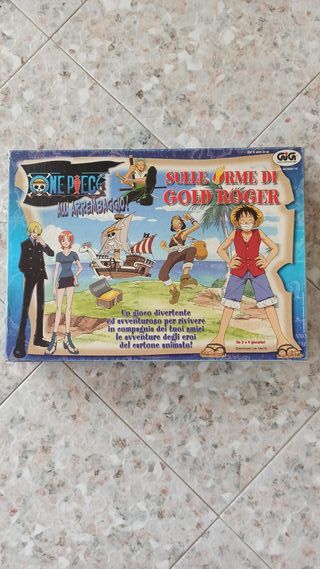 ONE PIECE
ALL'ARREMBAGGIO!
SULLE ORME DI
GOLD ROGER
GIG
Un gioco divertente
ed avventuroso per rivivere
in compagnia dei tuoi amici
le avventure degli eroi
del cartone animato!
Da 2 a 4 giocatori